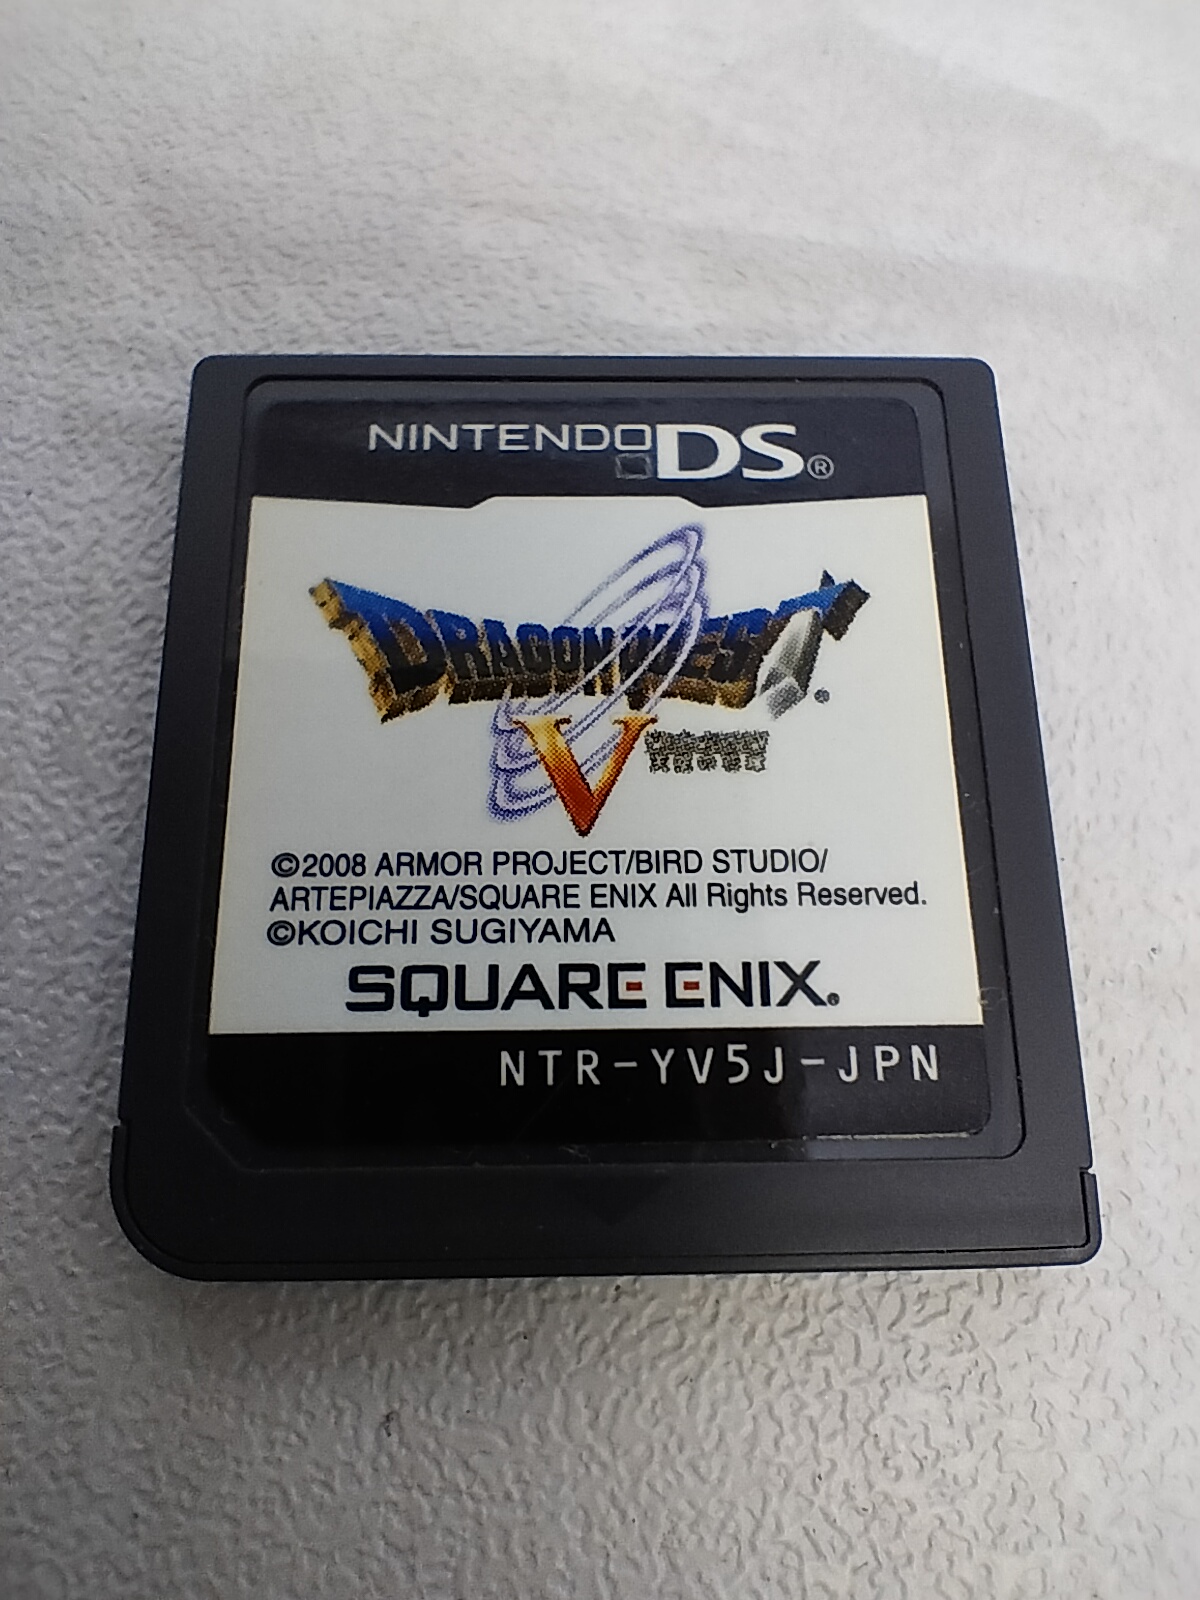 NINTENDO DS®
DRAGON QUEST®
V
©2008 ARMOR PROJECT/BIRD STUDIO/
ARTEPIAZZA/SQUARE ENIX All Rights Reserved.
©KOICHI SUGIYAMA
SQUARE ENIX®
NTR-YV5J-JPN